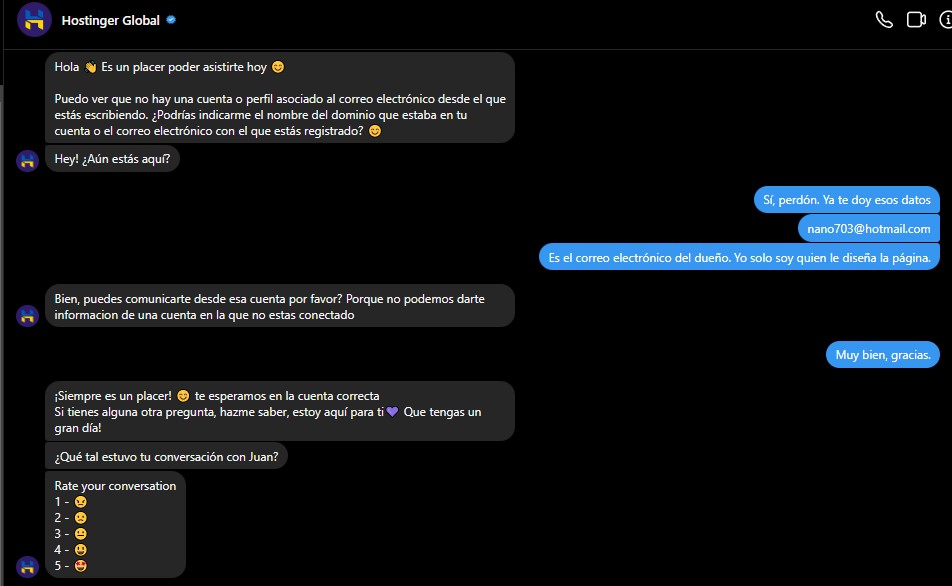 Hostinger Global
Hola 👋 Es un placer poder asistirte hoy 😊
Puedo ver que no hay una cuenta o perfil asociado al correo electrónico desde el que
estás escribiendo. ¿Podrías indicarme el nombre del dominio que estaba en tu
cuenta o el correo electrónico con el que estás registrado? 😊
Hey! ¿Aún estás aquí?
Sí, perdón. Ya te doy esos datos
nano703@hotmail.com
Es el correo electrónico del dueño. Yo solo soy quien le diseña la página.
Bien, puedes comunicarte desde esa cuenta por favor? Porque no podemos darte
informacion de una cuenta en la que no estas conectado
Muy bien, gracias.
¡Siempre es un placer! 😊 te esperamos en la cuenta correcta
Si tienes alguna otra pregunta, hazme saber, estoy aquí para ti💜 Que tengas un
gran día!
¿Qué tal estuvo tu conversación con Juan?
Rate your conversation
1 - 😠
2 - 🙁
3 - 😐
4 - 😃
5 - 🤩